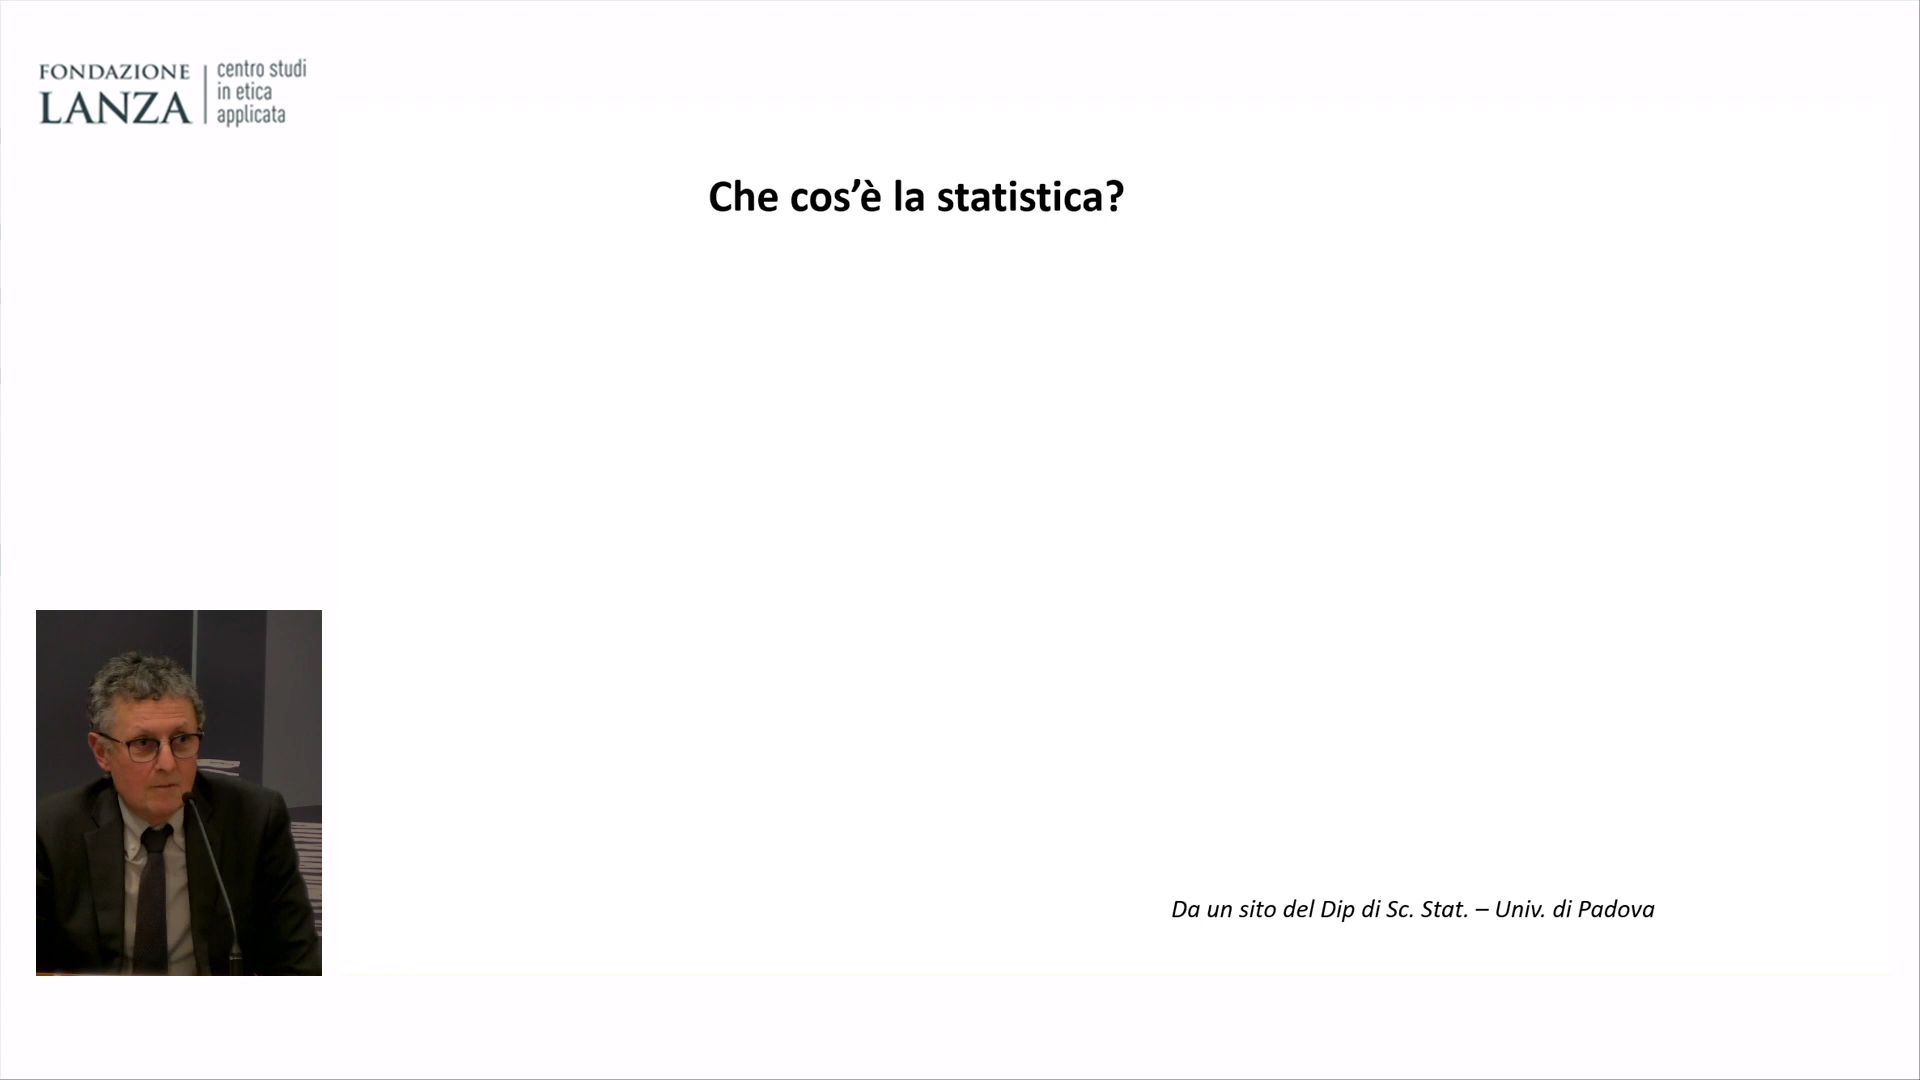 FONDAZIONE
LANZA
centro studi
in etica
applicata
Che cos’è la statistica?
Da un sito del Dip di Sc. Stat. – Univ. di Padova